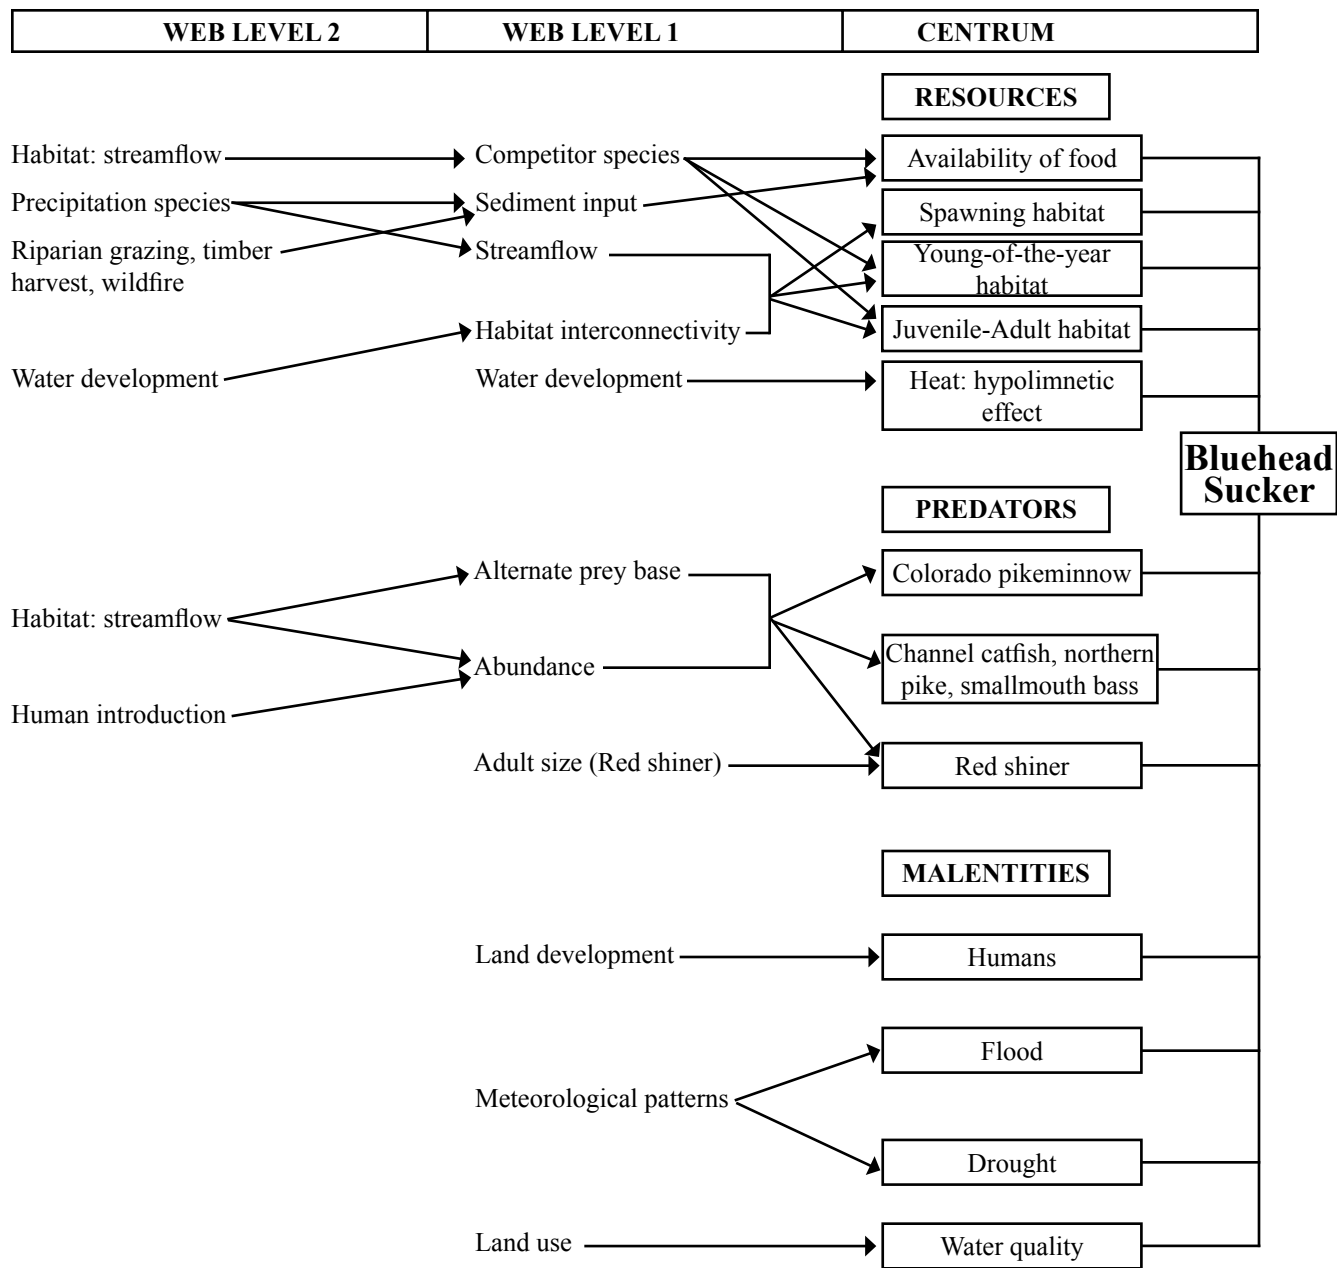 WEB LEVEL 2
WEB LEVEL 1
CENTRUM
RESOURCES
Habitat: streamflow
Competitor species
Availability of food
Precipitation species
Sediment input
Spawning habitat
Riparian grazing, timber
harvest, wildfire
Streamflow
Young-of-the-year
habitat
Habitat interconnectivity
Juvenile-Adult habitat
Water development
Water development
Heat: hypolimnetic
effect
Bluehead
Sucker
PREDATORS
Alternate prey base
Colorado pikeminnow
Habitat: streamflow
Abundance
Channel catfish, northern
pike, smallmouth bass
Human introduction
Adult size (Red shiner)
Red shiner
MALENTITIES
Land development
Humans
Flood
Meteorological patterns
Drought
Land use
Water quality